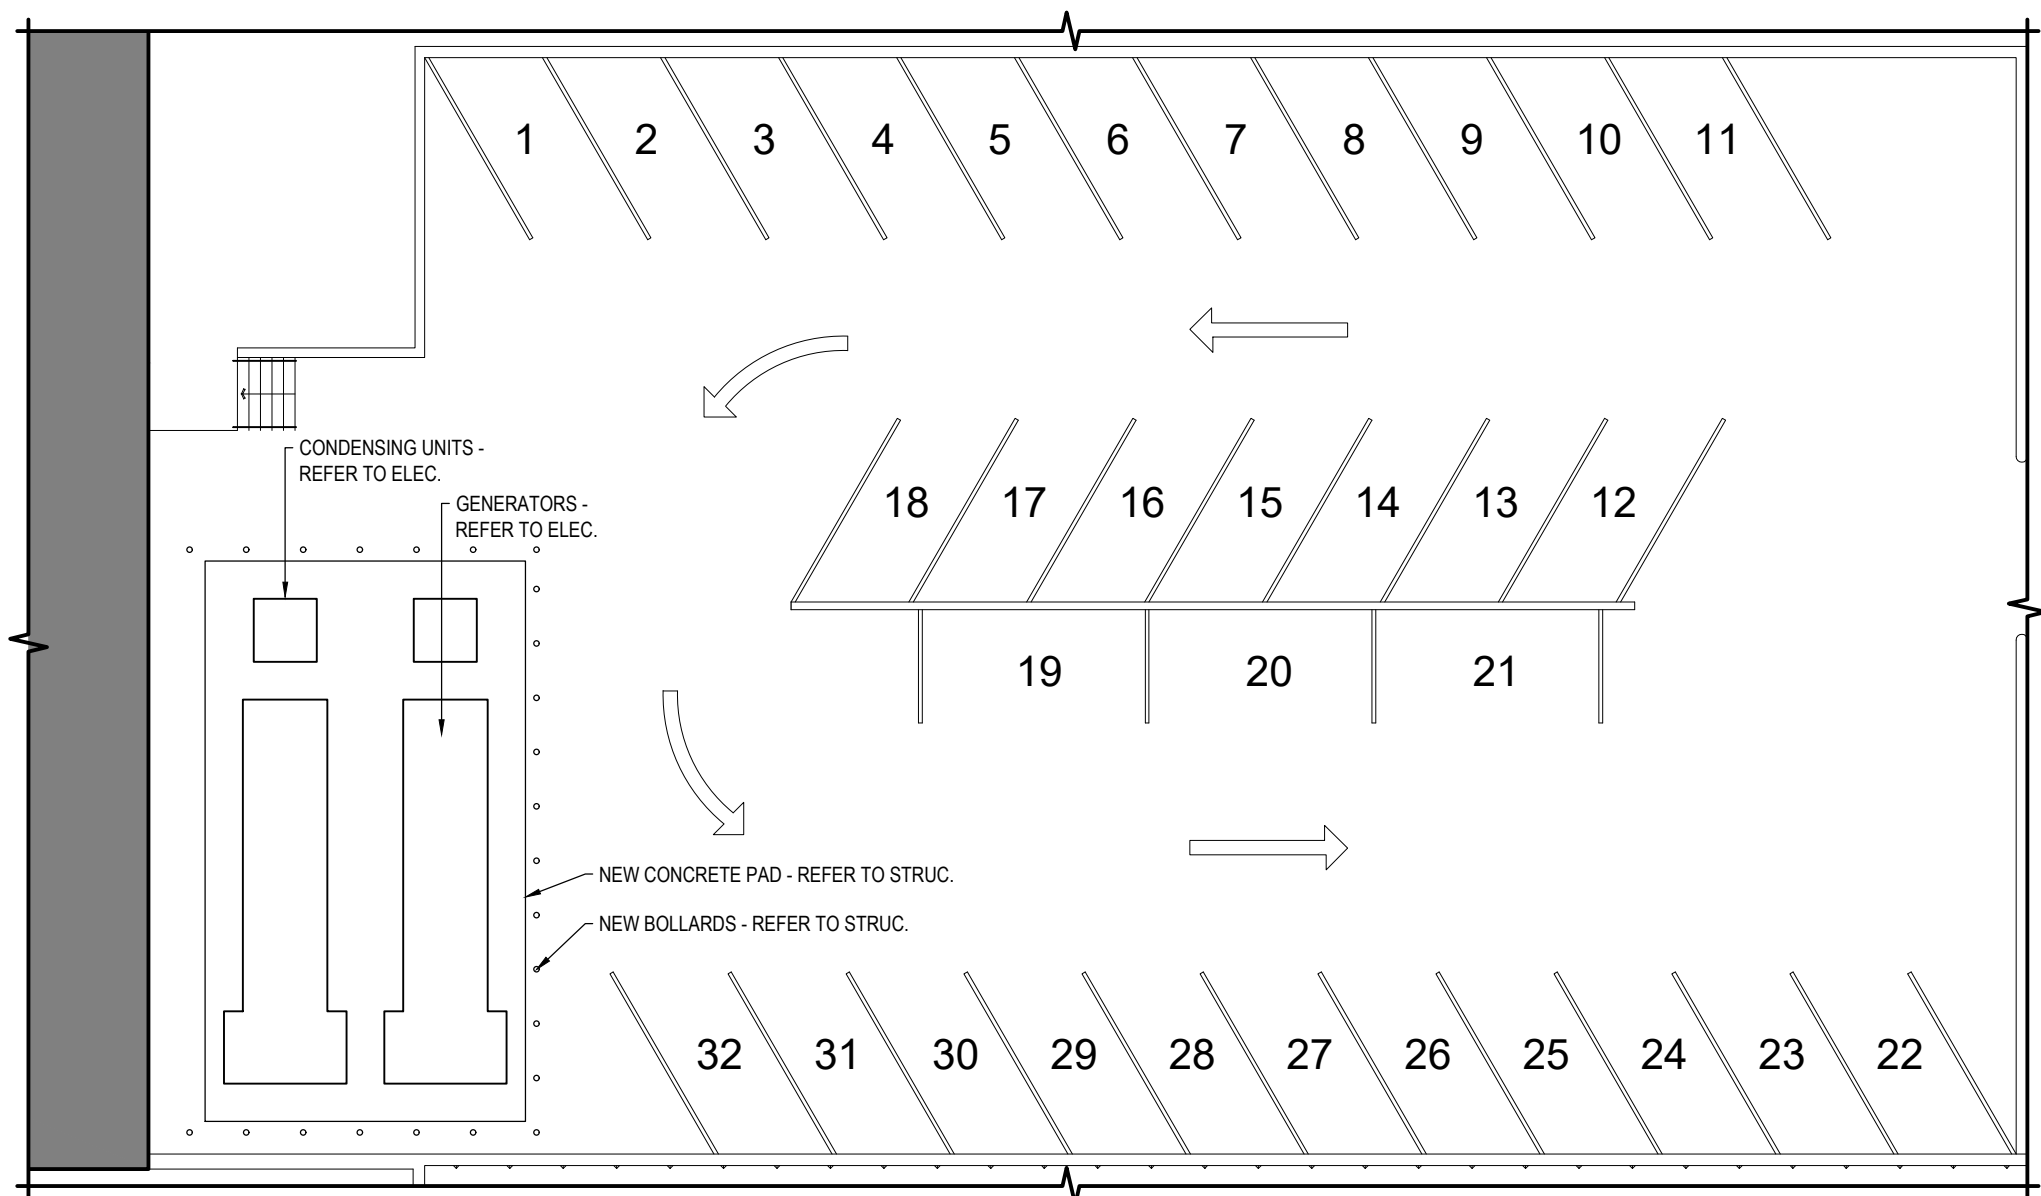 1 2 3 4 5 6 7 8 9 10 11
CONDENSING UNITS -
REFER TO ELEC.
GENERATORS -
REFER TO ELEC.
18 17 16 15 14 13 12
19 20 21
NEW CONCRETE PAD - REFER TO STRUC.
NEW BOLLARDS - REFER TO STRUC.
32 31 30 29 28 27 26 25 24 23 22